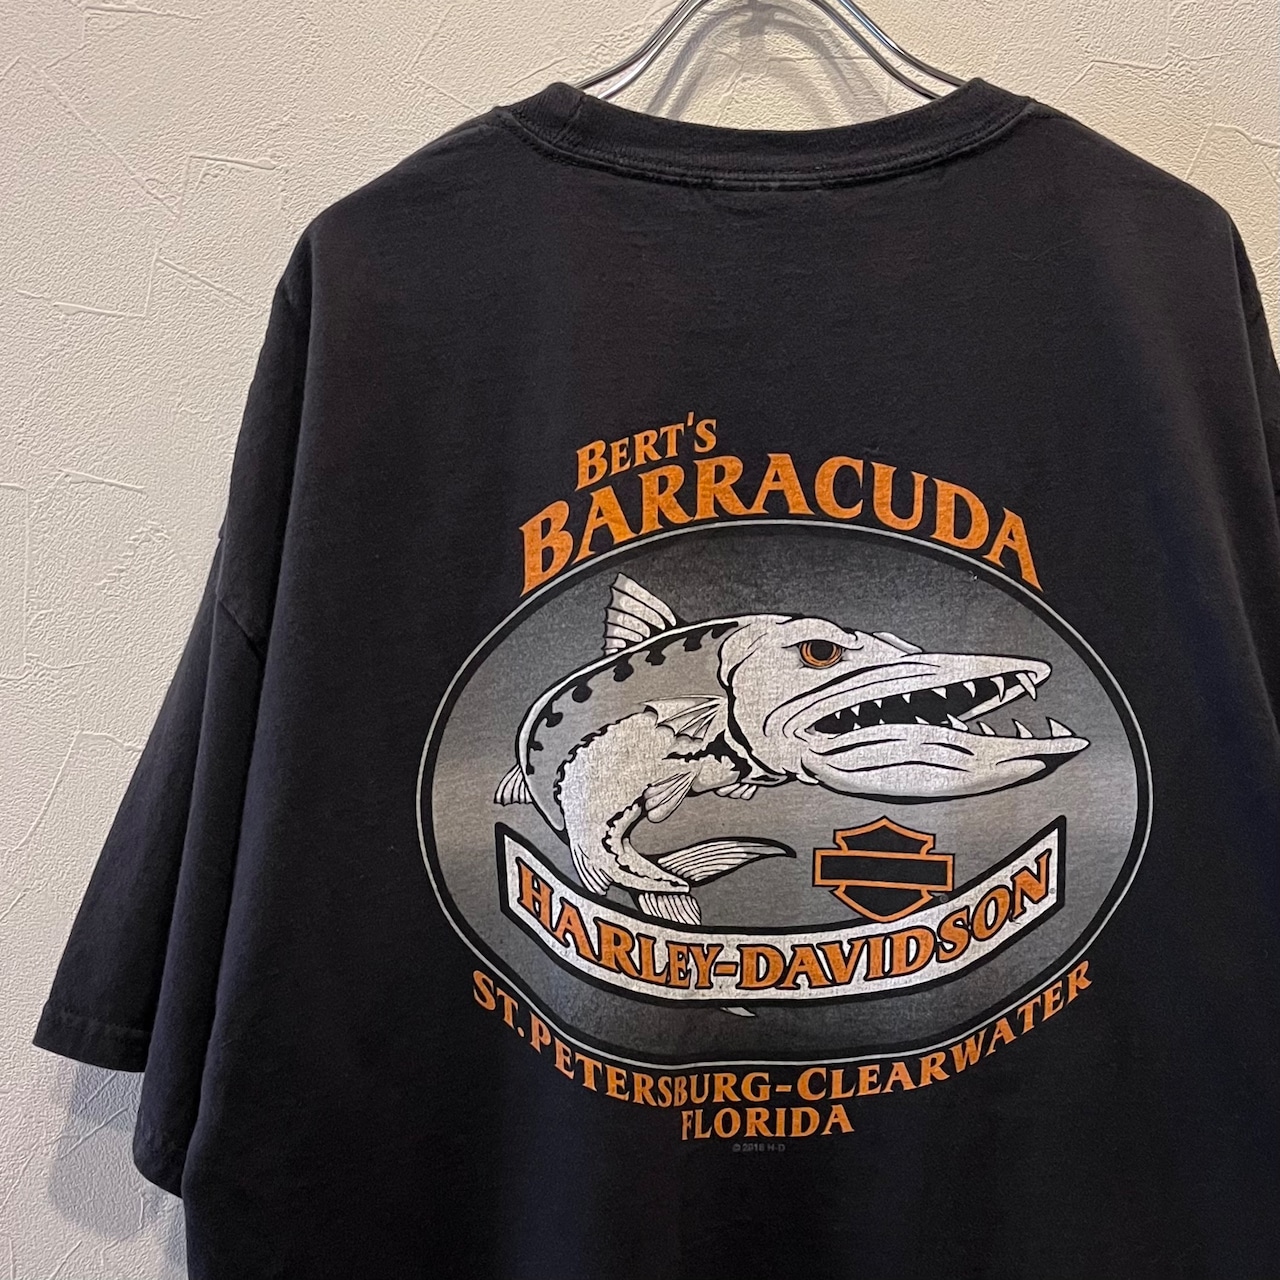 BERT'S
BARRACUDA
HARLEY-DAVIDSON
ST. PETERSBURG-CLEARWATER
FLORIDA